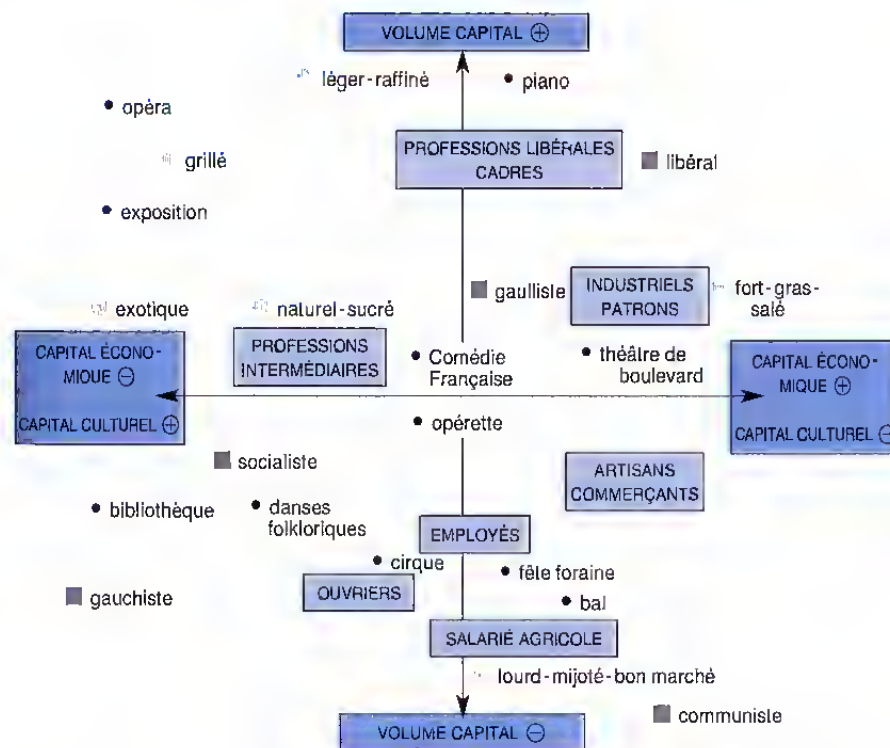 VOLUME CAPITAL ⊕
léger-raffiné
• piano
• opéra
PROFESSIONS LIBÉRALES
CADRES
grillé
■ libéral
• exposition
■ gaulliste
INDUSTRIELS
PATRONS
fort-gras-
salé
exotique
naturel-sucré
CAPITAL ÉCONO-
MIQUE ⊖
CAPITAL CULTUREL ⊕
PROFESSIONS
INTERMÉDIAIRES
• Comédie
Française
• théâtre de
boulevard
CAPITAL ÉCONO-
MIQUE ⊕
CAPITAL CULTUREL ⊖
• opérette
■ socialiste
ARTISANS
COMMERÇANTS
• bibliothèque
• danses
folkloriques
EMPLOYÉS
• cirque
• fête foraine
■ gauchiste
OUVRIERS
• bal
SALARIÉ AGRICOLE
lourd-mijoté-bon marché
■ communiste
VOLUME CAPITAL ⊖